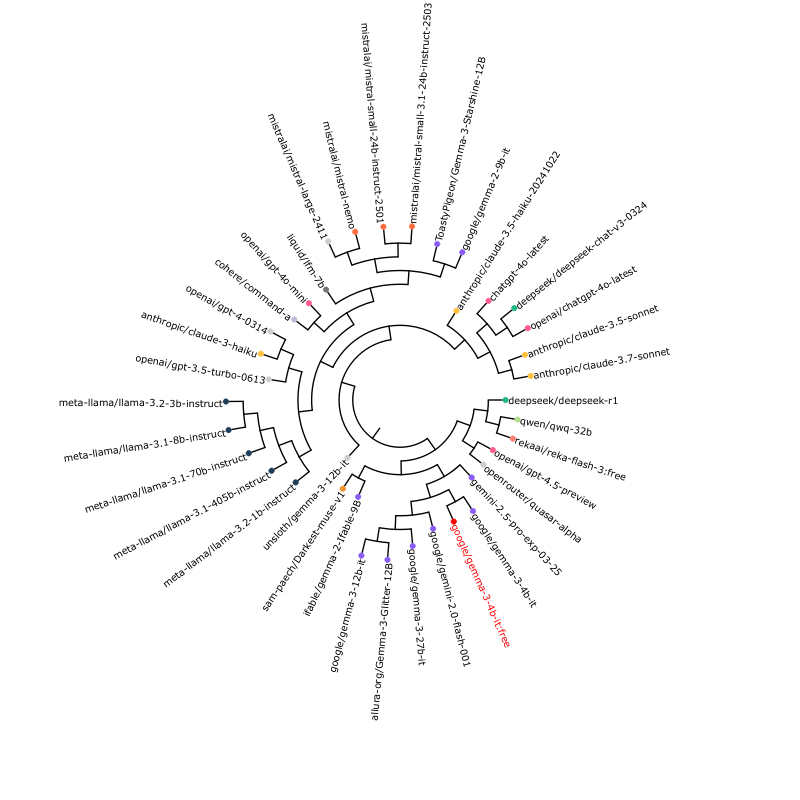 mistralai/mistral-small-3.1-24b-instruct-2503
ToastyPigeon/Gemma-3-Starshine-12B
google/gemma-2-9b-it
anthropic/claude-3.5-haiku-20241022
chatgpt-4o-latest
deepseek/deepseek-chat-v3-0324
openai/chatgpt-4o-latest
anthropic/claude-3.5-sonnet
anthropic/claude-3.7-sonnet
deepseek/deepseek-r1
qwen/qwq-32b
rekaai/reka-flash-3:free
openai/gpt-4.5-preview
openrouter/quasar-alpha
gemini-2.5-pro-exp-03-25
google/gemma-3-4b-it
google/gemma-3-4b-it:free
google/gemini-2.0-flash-001
google/gemma-3-27b-it
allura-org/Gemma-3-Glitter-12B
google/gemma-3-12b-it
ifable/gemma-2-Ifable-9B
sam-paech/Darkest-muse-v1
unsloth/gemma-3-12b-it
meta-llama/llama-3.2-1b-instruct
meta-llama/llama-3.1-405b-instruct
meta-llama/llama-3.1-70b-instruct
meta-llama/llama-3.1-8b-instruct
meta-llama/llama-3.2-3b-instruct
openai/gpt-3.5-turbo-0613
anthropic/claude-3-haiku
openai/gpt-4-0314
cohere/command-a
openai/gpt-4o-mini
liquid/lfm-7b
mistralai/mistral-large-2411
mistralai/mistral-nemo
mistralai/mistral-small-24b-instruct-2501